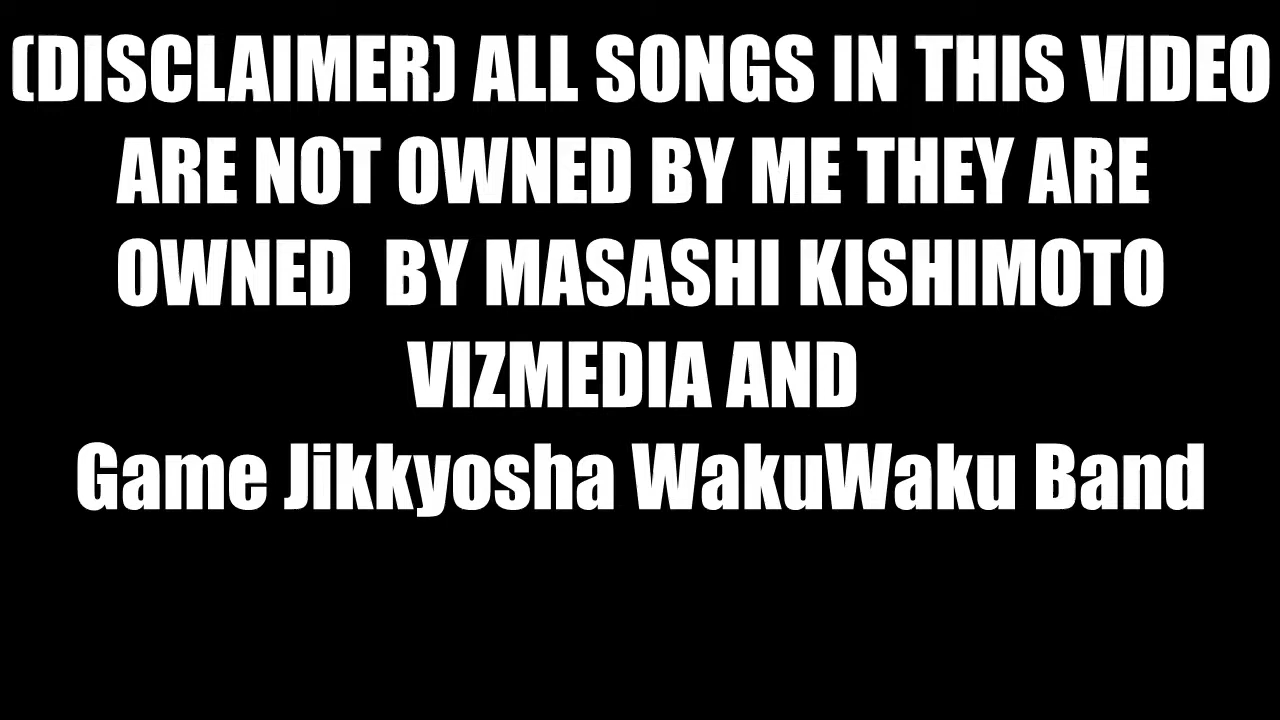 (DISCLAIMER) ALL SONGS IN THIS VIDEO
ARE NOT OWNED BY ME THEY ARE
OWNED  BY MASASHI KISHIMOTO
VIZMEDIA AND
Game Jikkyosha WakuWaku Band